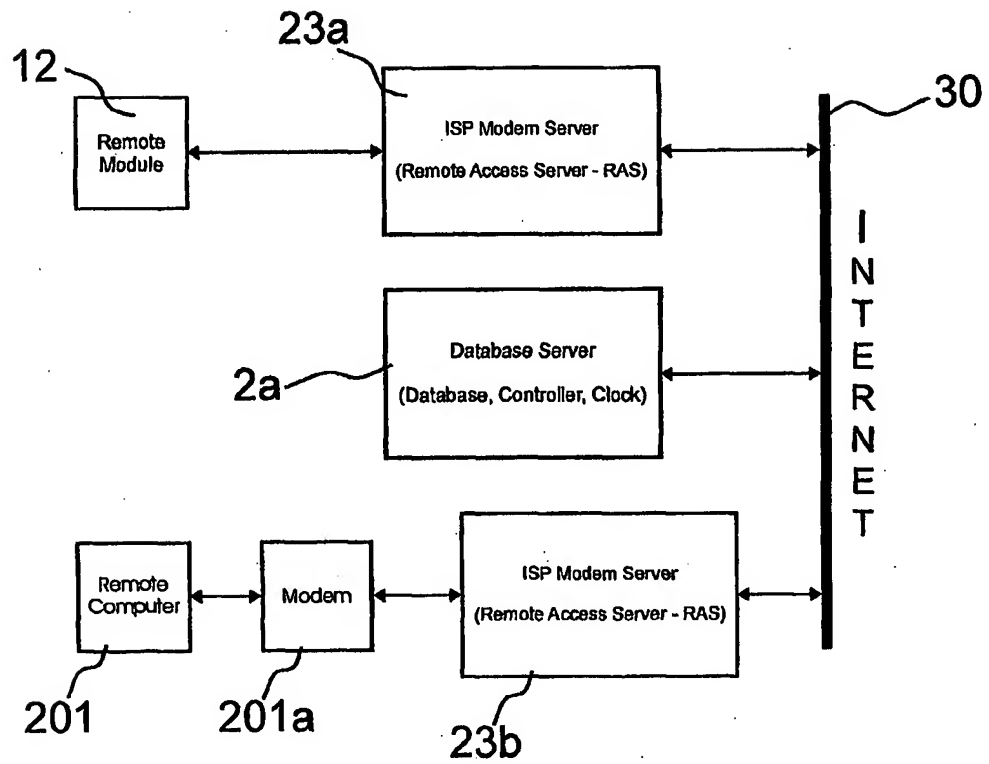 12
23a
30
Remote
Module
ISP Modem Server
(Remote Access Server - RAS)
INTERNET
2a
Database Server
(Database, Controller, Clock)
Remote
Computer
Modem
ISP Modem Server
(Remote Access Server - RAS)
201
201a
23b